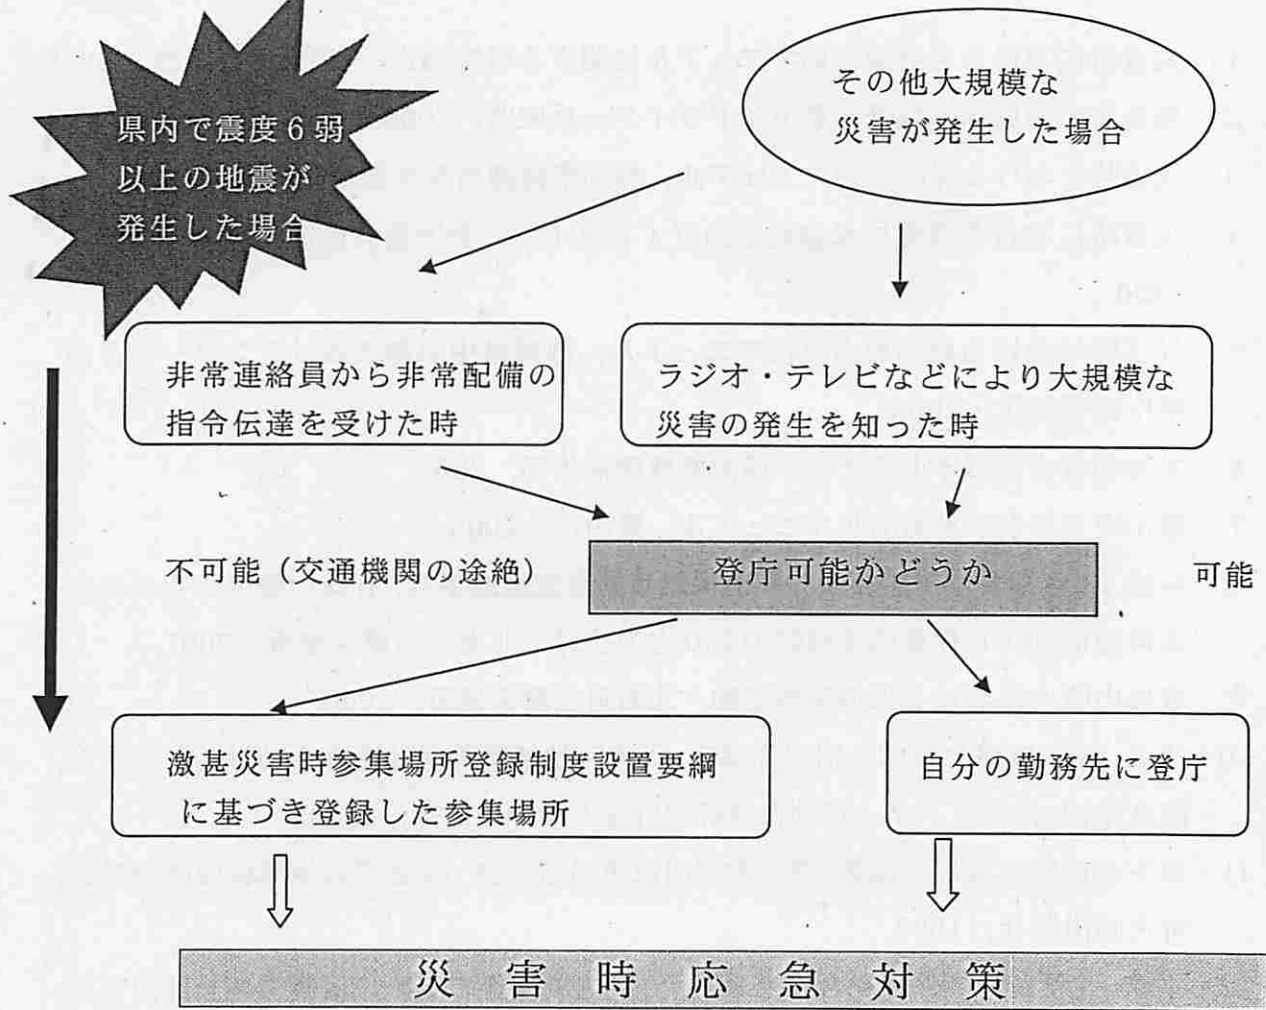 県内で震度6弱
以上の地震が
発生した場合
その他大規模な
災害が発生した場合
非常連絡員から非常配備の
指令伝達を受けた時
ラジオ・テレビなどにより大規模な
災害の発生を知った時
不可能（交通機関の途絶）
登庁可能かどうか
可能
激甚災害時参集場所登録制度設置要綱
に基づき登録した参集場所
自分の勤務先に登庁
災害時応急対策